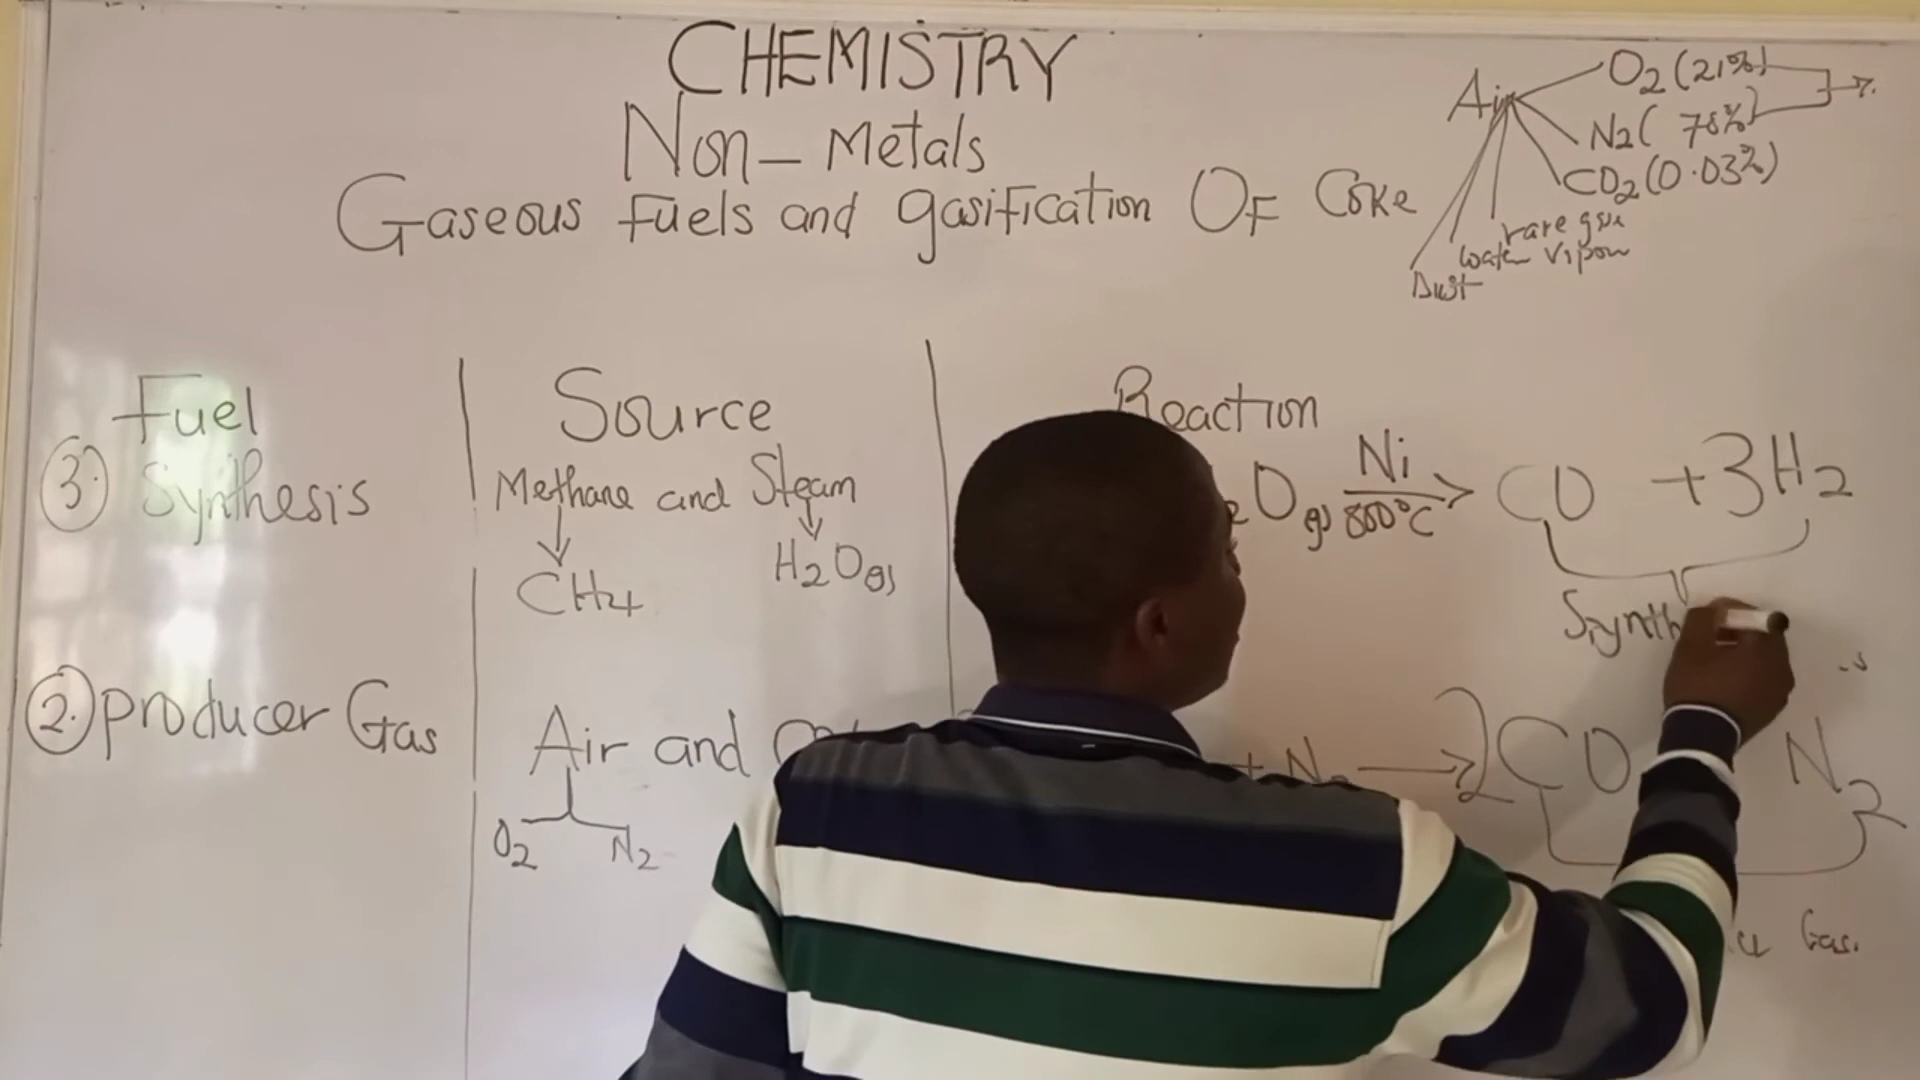 CHEMISTRY
Non-Metals
Gaseous Fuels and gasification OF Coke
Air
O2 (21%)
N2 (78%)
CO2 (0.03%)
rare gas
water vapour
Dust
Fuel
Source
Reaction
③ Synthesis
Methane and Steam
CH4
H2O(g)
2O(g) Ni 800°C → CO + 3H2
Synth
② producer Gas
Air and
O2 N2
+ N → 2CO N2
Gas.